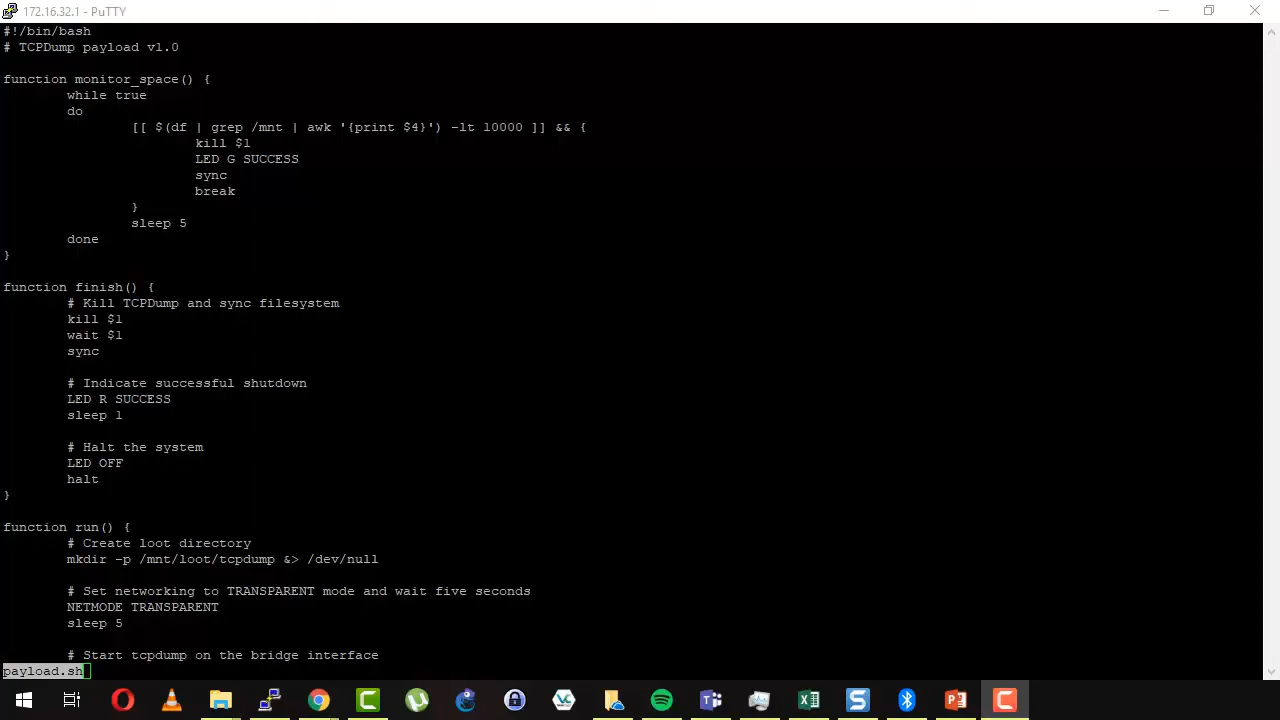 172.16.32.1 - PuTTY
#!/bin/bash
# TCPDump payload v1.0
function monitor_space() {
while true
do
[[ $(df | grep /mnt | awk '{print $4}') -lt 10000 ]] && {
kill $1
LED G SUCCESS
sync
break
}
sleep 5
done
}
function finish() {
# Kill TCPDump and sync filesystem
kill $1
wait $1
sync
# Indicate successful shutdown
LED R SUCCESS
sleep 1
# Halt the system
LED OFF
halt
}
function run() {
# Create loot directory
mkdir -p /mnt/loot/tcpdump &> /dev/null
# Set networking to TRANSPARENT mode and wait five seconds
NETMODE TRANSPARENT
sleep 5
# Start tcpdump on the bridge interface
payload.sh